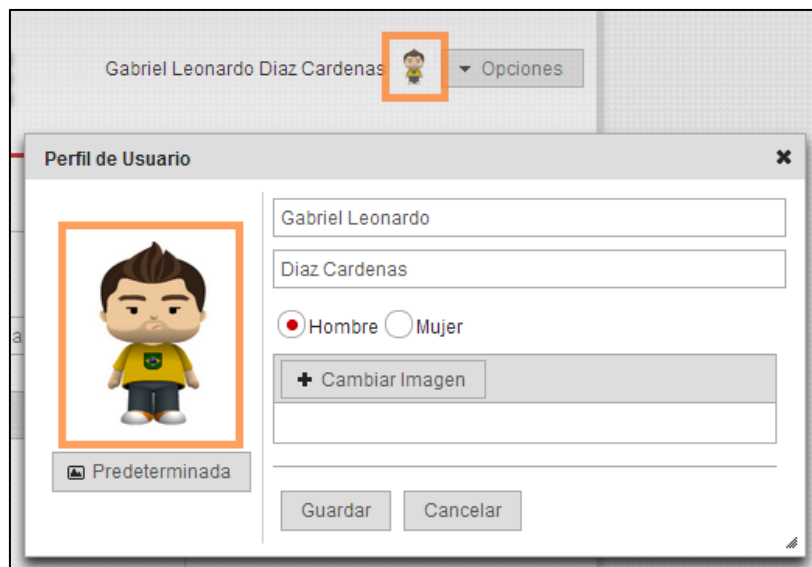 Gabriel Leonardo Diaz Cardenas
Opciones
Perfil de Usuario
Gabriel Leonardo
Diaz Cardenas
Hombre Mujer
a
Cambiar Imagen
Predeterminada
Guardar Cancelar